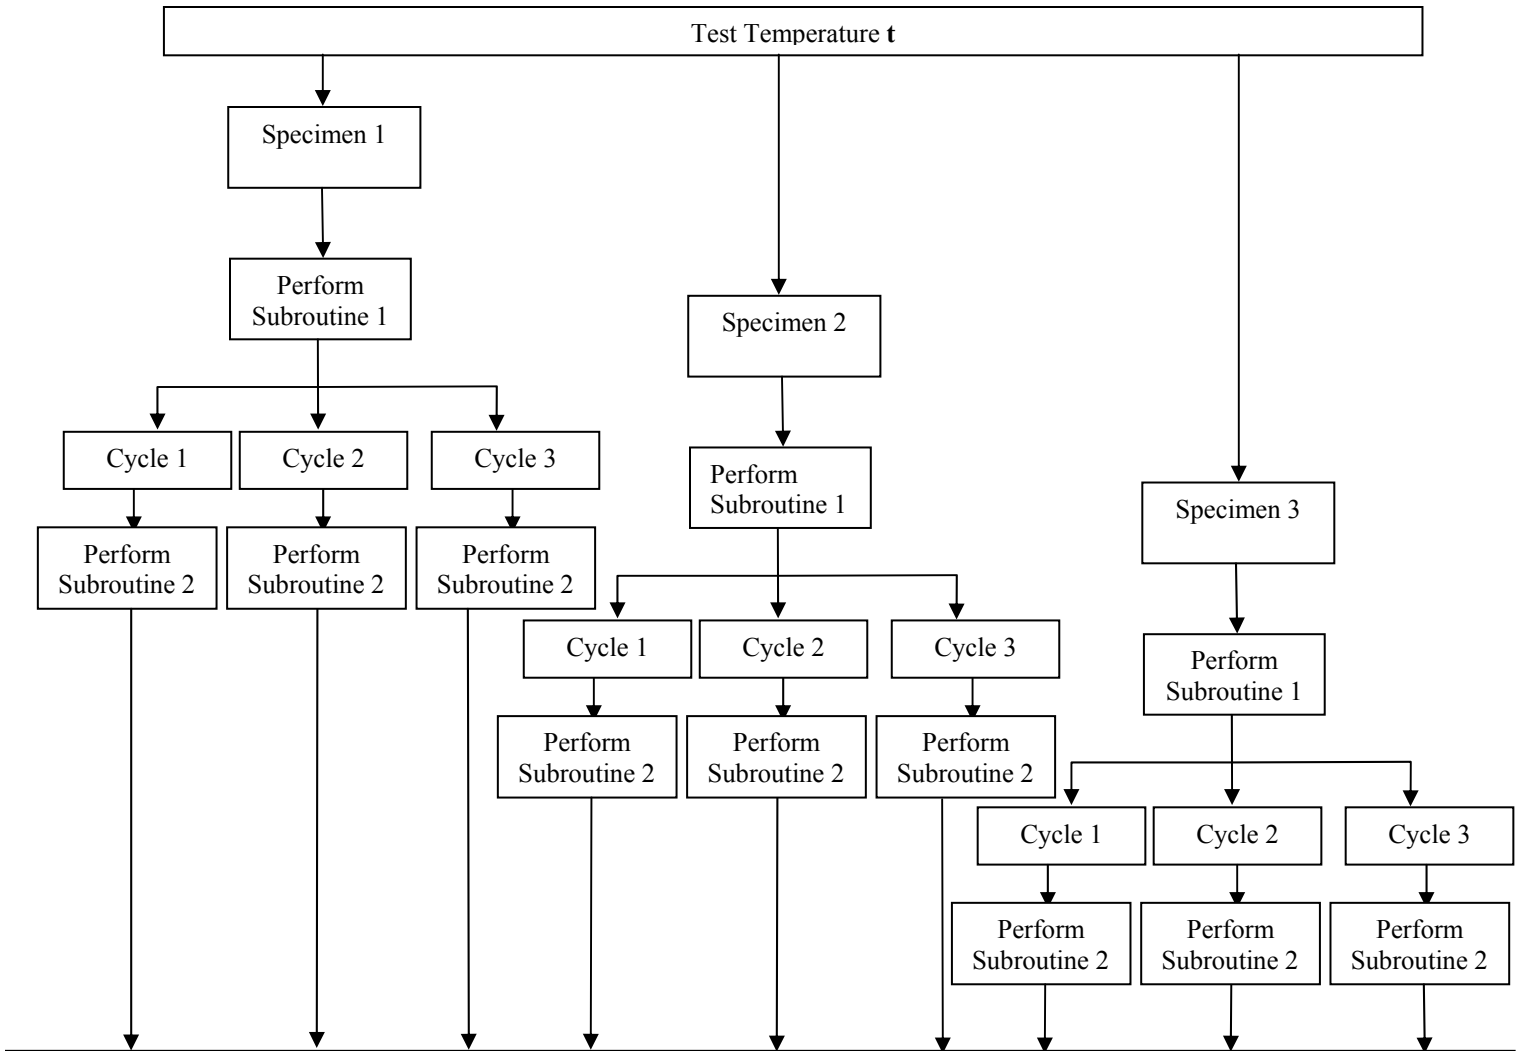 Test Temperature t
Specimen 1
Perform
Subroutine 1
Cycle 1
Cycle 2
Cycle 3
Perform
Subroutine 2
Perform
Subroutine 2
Perform
Subroutine 2
Specimen 2
Perform
Subroutine 1
Cycle 1
Cycle 2
Cycle 3
Perform
Subroutine 2
Perform
Subroutine 2
Perform
Subroutine 2
Specimen 3
Perform
Subroutine 1
Cycle 1
Cycle 2
Cycle 3
Perform
Subroutine 2
Perform
Subroutine 2
Perform
Subroutine 2